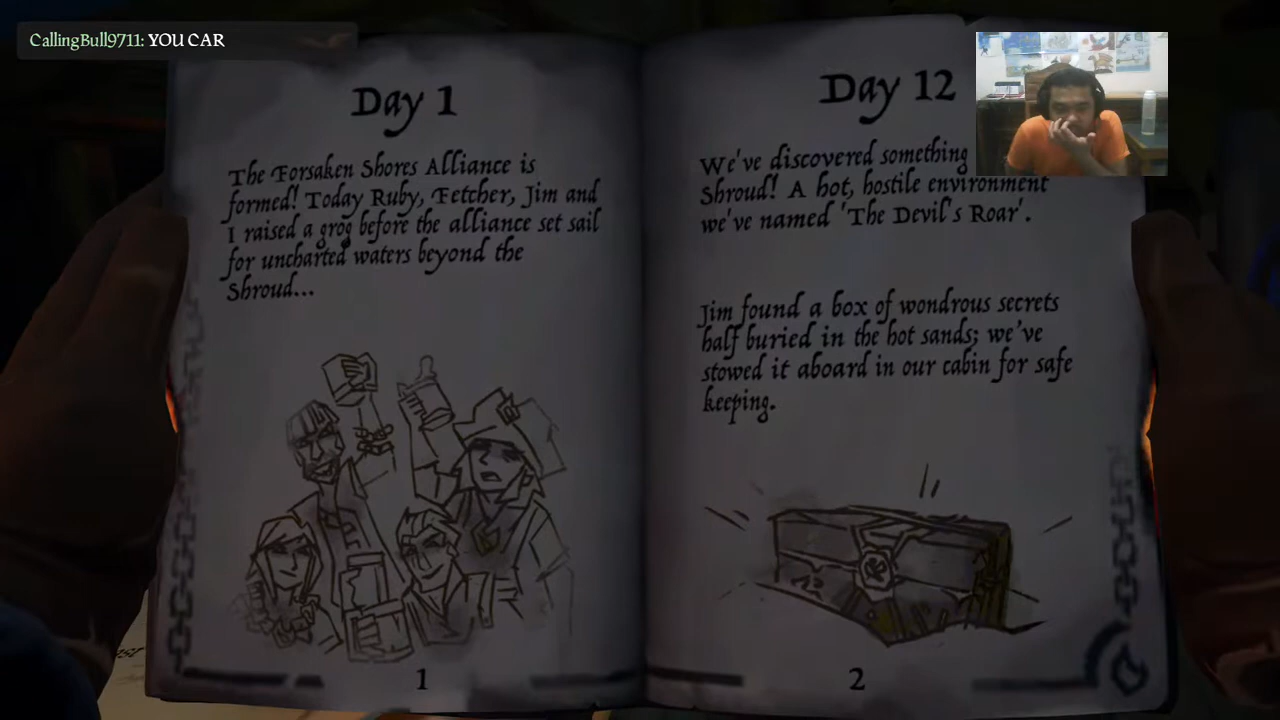 CallingBull9711: YOU CAR
Day 1
The Forsaken Shores Alliance is
formed! Today Ruby, Fetcher, Jim and
I raised a grog before the alliance set sail
for uncharted waters beyond the
Shroud...
1
Day 12
We've discovered something
Shroud! A hot, hostile environment
we've named 'The Devil's Roar'.
Jim found a box of wondrous secrets
half buried in the hot sands; we've
stowed it aboard in our cabin for safe
keeping.
2